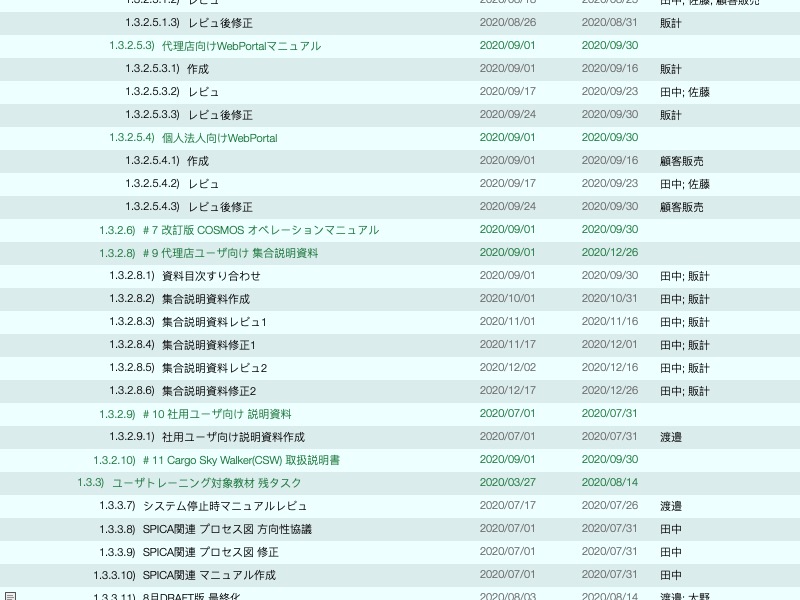 1.3.2.5.1.2) レビュ 2020/08/18 2020/08/25 田中; 佐藤; 顧客販売
1.3.2.5.1.3) レビュ後修正 2020/08/26 2020/08/31 販計
1.3.2.5.3) 代理店向けWebPortalマニュアル 2020/09/01 2020/09/30
1.3.2.5.3.1) 作成 2020/09/01 2020/09/16 販計
1.3.2.5.3.2) レビュ 2020/09/17 2020/09/23 田中; 佐藤
1.3.2.5.3.3) レビュ後修正 2020/09/24 2020/09/30 販計
1.3.2.5.4) 個人法人向けWebPortal 2020/09/01 2020/09/30
1.3.2.5.4.1) 作成 2020/09/01 2020/09/16 顧客販売
1.3.2.5.4.2) レビュ 2020/09/17 2020/09/23 田中; 佐藤
1.3.2.5.4.3) レビュ後修正 2020/09/24 2020/09/30 顧客販売
1.3.2.6) # 7 改訂版 COSMOS オペレーションマニュアル 2020/09/01 2020/09/30
1.3.2.8) # 9 代理店ユーザ向け 集合説明資料 2020/09/01 2020/12/26
1.3.2.8.1) 資料目次すり合わせ 2020/09/01 2020/09/30 田中; 販計
1.3.2.8.2) 集合説明資料作成 2020/10/01 2020/10/31 田中; 販計
1.3.2.8.3) 集合説明資料レビュ1 2020/11/01 2020/11/16 田中; 販計
1.3.2.8.4) 集合説明資料修正1 2020/11/17 2020/12/01 田中; 販計
1.3.2.8.5) 集合説明資料レビュ2 2020/12/02 2020/12/16 田中; 販計
1.3.2.8.6) 集合説明資料修正2 2020/12/17 2020/12/26 田中; 販計
1.3.2.9) # 10 社用ユーザ向け 説明資料 2020/07/01 2020/07/31
1.3.2.9.1) 社用ユーザ向け説明資料作成 2020/07/01 2020/07/31 渡邉
1.3.2.10) # 11 Cargo Sky Walker(CSW) 取扱説明書 2020/09/01 2020/09/30
1.3.3) ユーザトレーニング対象教材 残タスク 2020/03/27 2020/08/14
1.3.3.7) システム停止時マニュアルレビュ 2020/07/17 2020/07/26 渡邉
1.3.3.8) SPICA関連 プロセス図 方向性協議 2020/07/01 2020/07/31 田中
1.3.3.9) SPICA関連 プロセス図 修正 2020/07/01 2020/07/31 田中
1.3.3.10) SPICA関連 マニュアル作成 2020/07/01 2020/07/31 田中
1.3.3.11) 8月DRAFT版 最終化 2020/08/03 2020/08/14 渡邉; 大野